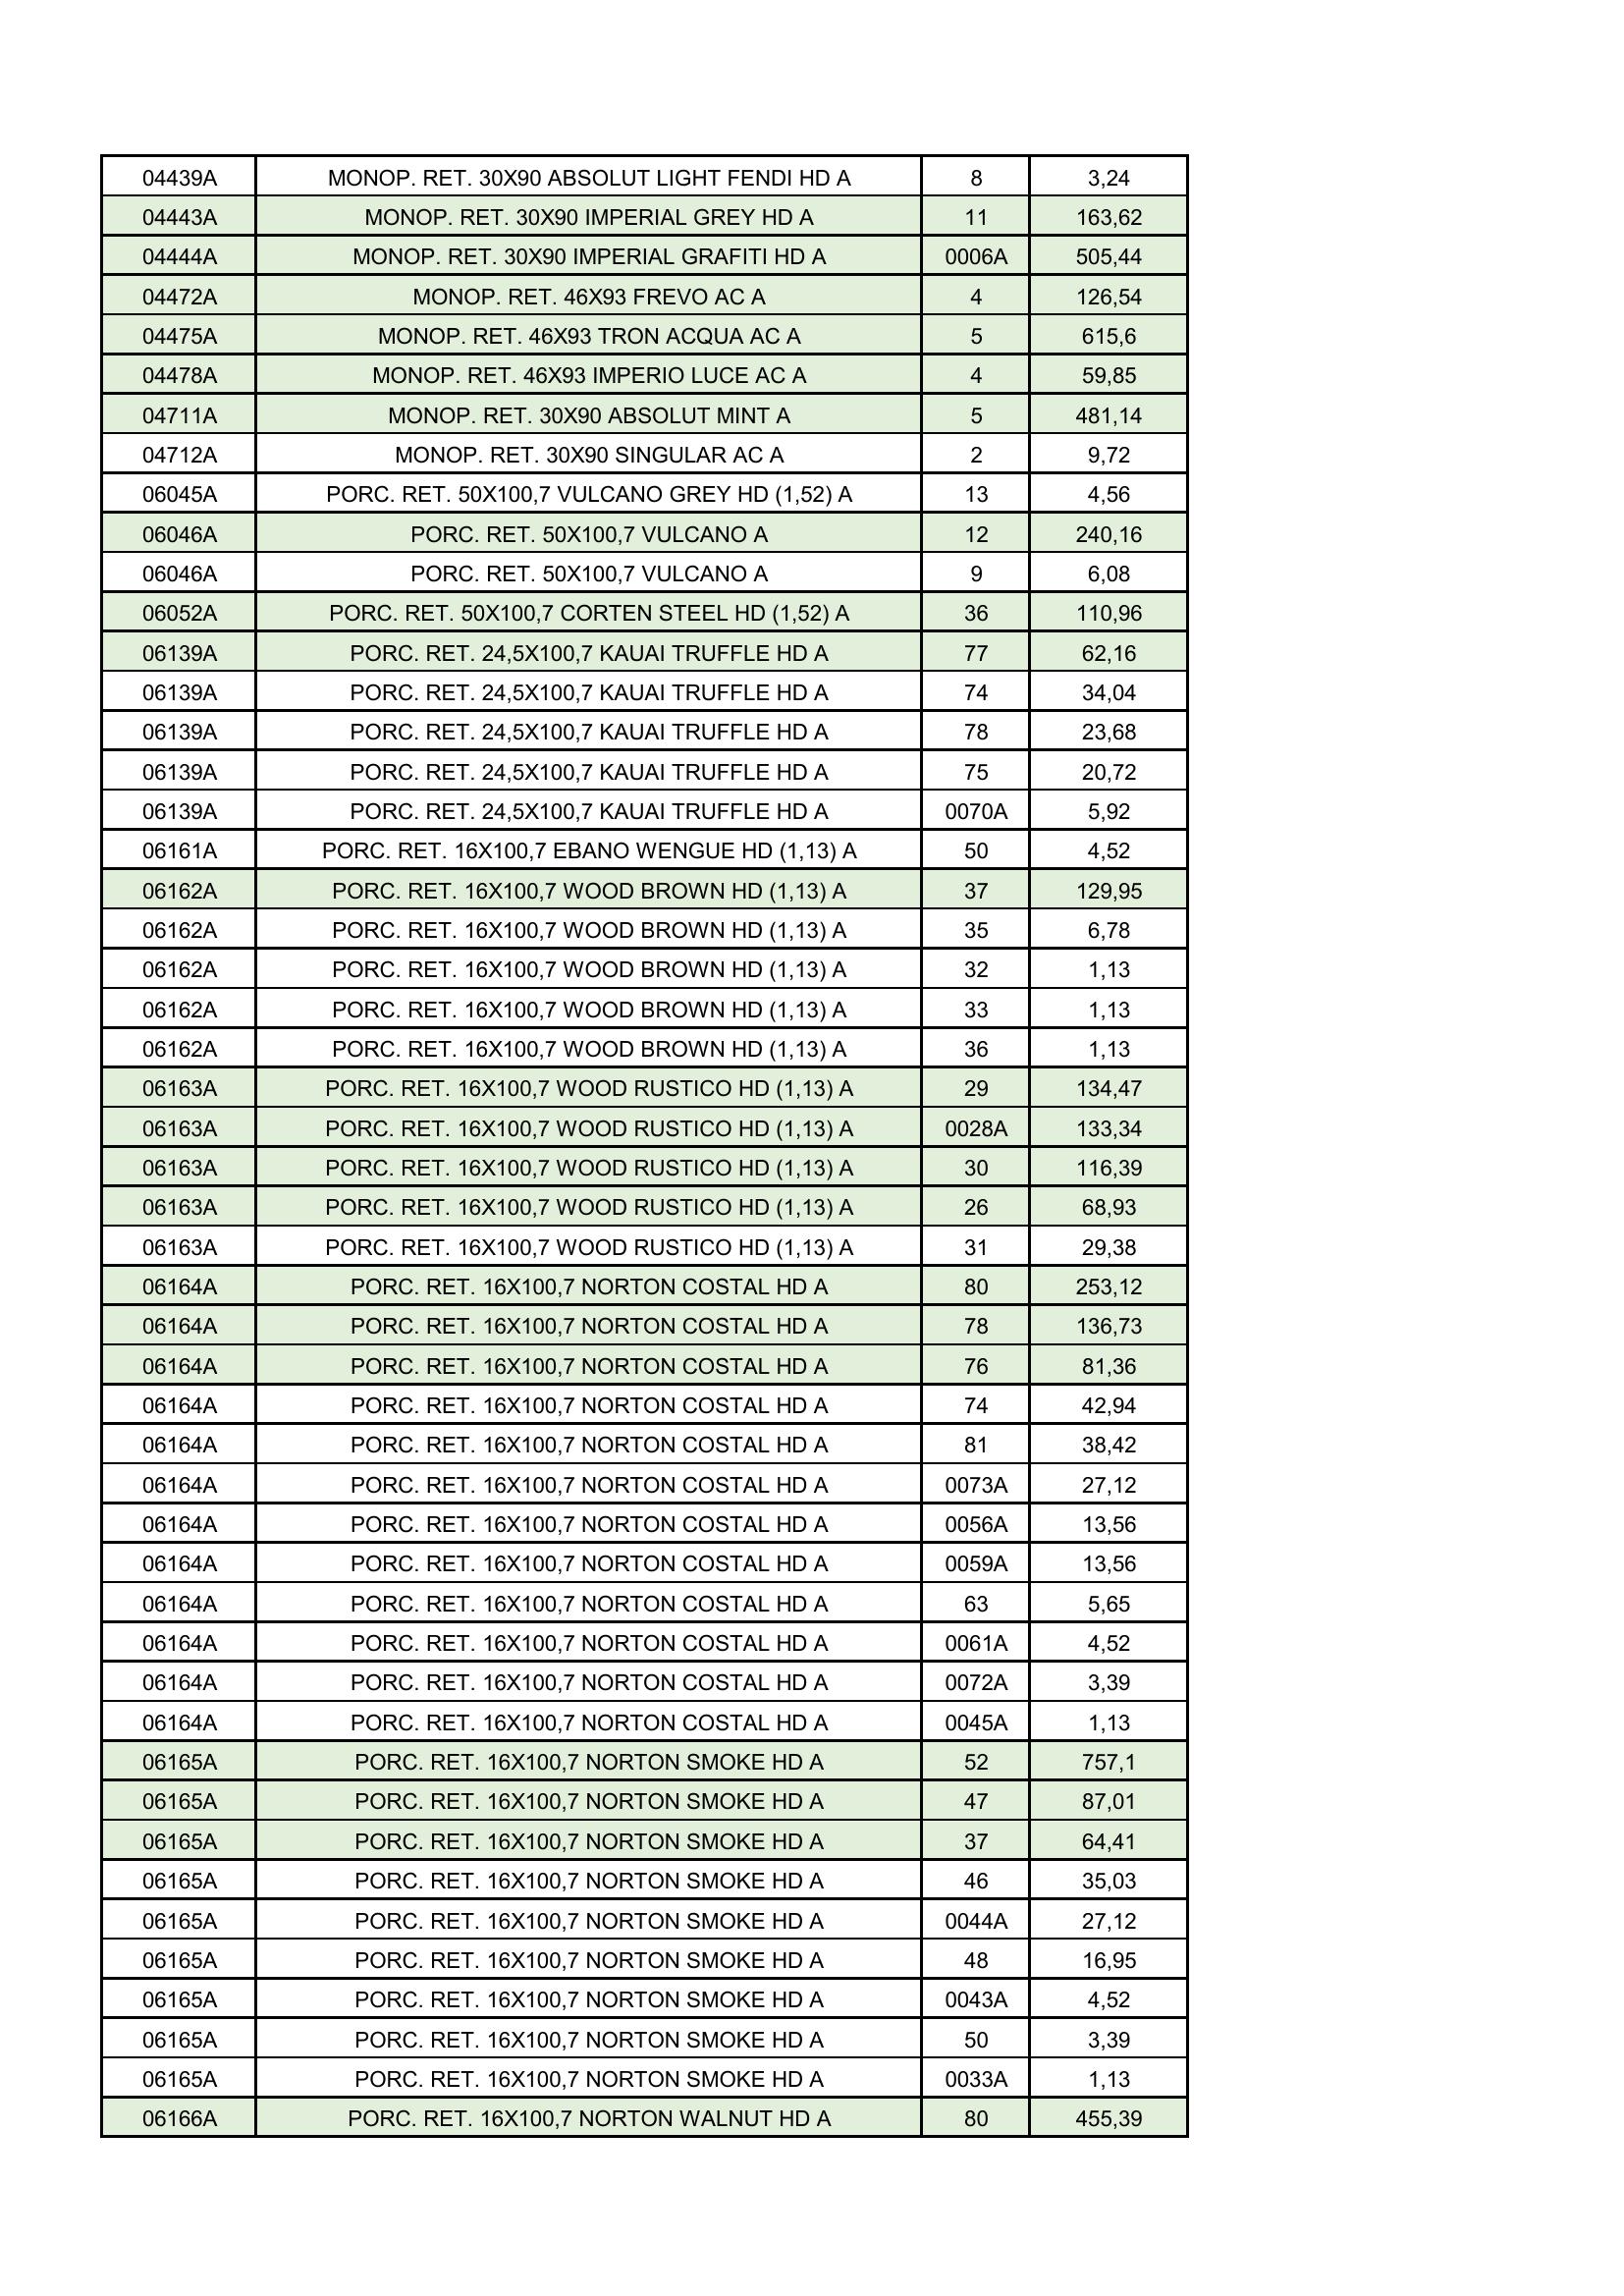 04439A MONOP. RET. 30X90 ABSOLUT LIGHT FENDI HD A 8 3,24
04443A MONOP. RET. 30X90 IMPERIAL GREY HD A 11 163,62
04444A MONOP. RET. 30X90 IMPERIAL GRAFITI HD A 0006A 505,44
04472A MONOP. RET. 46X93 FREVO AC A 4 126,54
04475A MONOP. RET. 46X93 TRON ACQUA AC A 5 615,6
04478A MONOP. RET. 46X93 IMPERIO LUCE AC A 4 59,85
04711A MONOP. RET. 30X90 ABSOLUT MINT A 5 481,14
04712A MONOP. RET. 30X90 SINGULAR AC A 2 9,72
06045A PORC. RET. 50X100,7 VULCANO GREY HD (1,52) A 13 4,56
06046A PORC. RET. 50X100,7 VULCANO A 12 240,16
06046A PORC. RET. 50X100,7 VULCANO A 9 6,08
06052A PORC. RET. 50X100,7 CORTEN STEEL HD (1,52) A 36 110,96
06139A PORC. RET. 24,5X100,7 KAUAI TRUFFLE HD A 77 62,16
06139A PORC. RET. 24,5X100,7 KAUAI TRUFFLE HD A 74 34,04
06139A PORC. RET. 24,5X100,7 KAUAI TRUFFLE HD A 78 23,68
06139A PORC. RET. 24,5X100,7 KAUAI TRUFFLE HD A 75 20,72
06139A PORC. RET. 24,5X100,7 KAUAI TRUFFLE HD A 0070A 5,92
06161A PORC. RET. 16X100,7 EBANO WENGUE HD (1,13) A 50 4,52
06162A PORC. RET. 16X100,7 WOOD BROWN HD (1,13) A 37 129,95
06162A PORC. RET. 16X100,7 WOOD BROWN HD (1,13) A 35 6,78
06162A PORC. RET. 16X100,7 WOOD BROWN HD (1,13) A 32 1,13
06162A PORC. RET. 16X100,7 WOOD BROWN HD (1,13) A 33 1,13
06162A PORC. RET. 16X100,7 WOOD BROWN HD (1,13) A 36 1,13
06163A PORC. RET. 16X100,7 WOOD RUSTICO HD (1,13) A 29 134,47
06163A PORC. RET. 16X100,7 WOOD RUSTICO HD (1,13) A 0028A 133,34
06163A PORC. RET. 16X100,7 WOOD RUSTICO HD (1,13) A 30 116,39
06163A PORC. RET. 16X100,7 WOOD RUSTICO HD (1,13) A 26 68,93
06163A PORC. RET. 16X100,7 WOOD RUSTICO HD (1,13) A 31 29,38
06164A PORC. RET. 16X100,7 NORTON COSTAL HD A 80 253,12
06164A PORC. RET. 16X100,7 NORTON COSTAL HD A 78 136,73
06164A PORC. RET. 16X100,7 NORTON COSTAL HD A 76 81,36
06164A PORC. RET. 16X100,7 NORTON COSTAL HD A 74 42,94
06164A PORC. RET. 16X100,7 NORTON COSTAL HD A 81 38,42
06164A PORC. RET. 16X100,7 NORTON COSTAL HD A 0073A 27,12
06164A PORC. RET. 16X100,7 NORTON COSTAL HD A 0056A 13,56
06164A PORC. RET. 16X100,7 NORTON COSTAL HD A 0059A 13,56
06164A PORC. RET. 16X100,7 NORTON COSTAL HD A 63 5,65
06164A PORC. RET. 16X100,7 NORTON COSTAL HD A 0061A 4,52
06164A PORC. RET. 16X100,7 NORTON COSTAL HD A 0072A 3,39
06164A PORC. RET. 16X100,7 NORTON COSTAL HD A 0045A 1,13
06165A PORC. RET. 16X100,7 NORTON SMOKE HD A 52 757,1
06165A PORC. RET. 16X100,7 NORTON SMOKE HD A 47 87,01
06165A PORC. RET. 16X100,7 NORTON SMOKE HD A 37 64,41
06165A PORC. RET. 16X100,7 NORTON SMOKE HD A 46 35,03
06165A PORC. RET. 16X100,7 NORTON SMOKE HD A 0044A 27,12
06165A PORC. RET. 16X100,7 NORTON SMOKE HD A 48 16,95
06165A PORC. RET. 16X100,7 NORTON SMOKE HD A 0043A 4,52
06165A PORC. RET. 16X100,7 NORTON SMOKE HD A 50 3,39
06165A PORC. RET. 16X100,7 NORTON SMOKE HD A 0033A 1,13
06166A PORC. RET. 16X100,7 NORTON WALNUT HD A 80 455,39